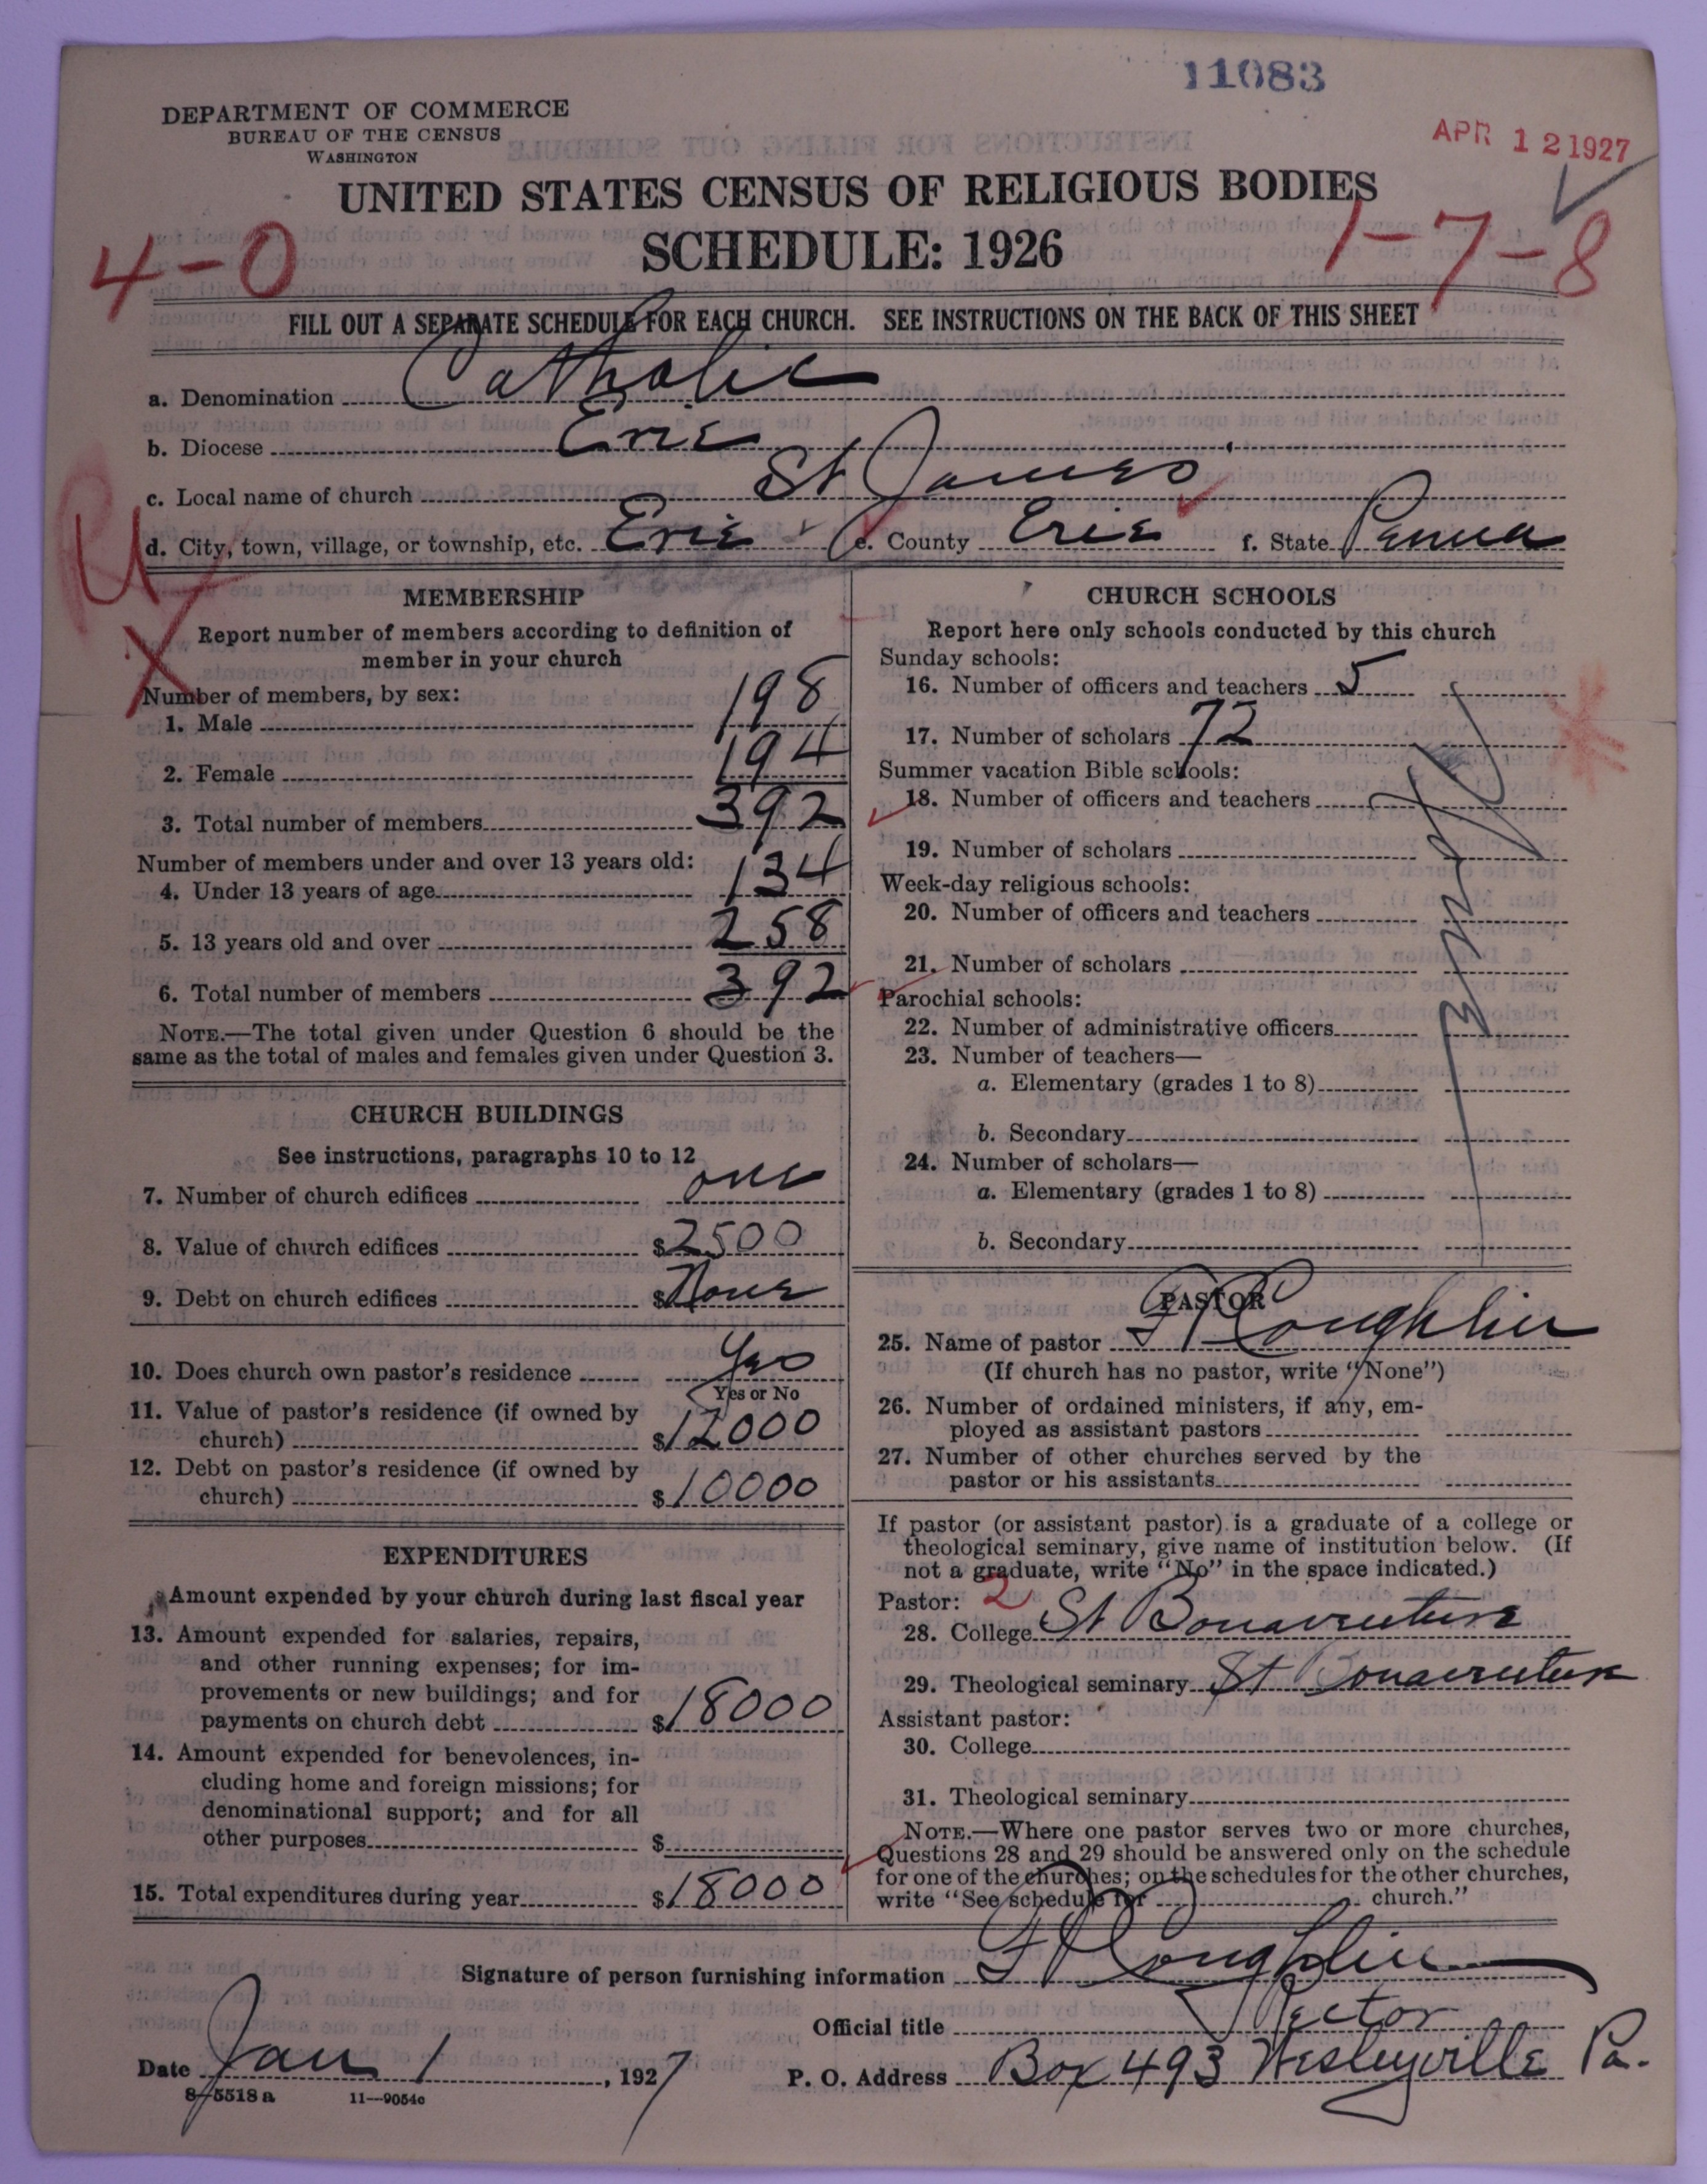 11083
APR 12 1927
DEPARTMENT OF COMMERCE
BUREAU OF THE CENSUS
WASHINGTON
UNITED STATES CENSUS OF RELIGIOUS BODIES
SCHEDULE: 1926
4-0
1-7-8
FILL OUT A SEPARATE SCHEDULE FOR EACH CHURCH. SEE INSTRUCTIONS ON THE BACK OF THIS SHEET
a. Denomination Catholic
b. Diocese Erie
c. Local name of church St James
d. City, town, village, or township, etc. Erie e. County Erie f. State Penna
MEMBERSHIP
Report number of members according to definition of
member in your church
Number of members, by sex:
1. Male 198
2. Female 194
3. Total number of members 392
Number of members under and over 13 years old:
4. Under 13 years of age 134
5. 13 years old and over 258
6. Total number of members 392
NOTE.—The total given under Question 6 should be the
same as the total of males and females given under Question 3.
CHURCH BUILDINGS
See instructions, paragraphs 10 to 12
7. Number of church edifices one
8. Value of church edifices $2500
9. Debt on church edifices $None
10. Does church own pastor's residence Yes
Yes or No
11. Value of pastor's residence (if owned by
church) $12000
12. Debt on pastor's residence (if owned by
church) $10000
EXPENDITURES
Amount expended by your church during last fiscal year
13. Amount expended for salaries, repairs,
and other running expenses; for im-
provements or new buildings; and for
payments on church debt $18000
14. Amount expended for benevolences, in-
cluding home and foreign missions; for
denominational support; and for all
other purposes $
15. Total expenditures during year $18000
CHURCH SCHOOLS
Report here only schools conducted by this church
Sunday schools:
16. Number of officers and teachers 5
17. Number of scholars 72
Summer vacation Bible schools:
18. Number of officers and teachers
19. Number of scholars
Week-day religious schools:
20. Number of officers and teachers
21. Number of scholars
Parochial schools:
22. Number of administrative officers
23. Number of teachers—
a. Elementary (grades 1 to 8)
b. Secondary
24. Number of scholars—
a. Elementary (grades 1 to 8)
b. Secondary
PASTOR
25. Name of pastor Coughlin
(If church has no pastor, write "None")
26. Number of ordained ministers, if any, em-
ployed as assistant pastors
27. Number of other churches served by the
pastor or his assistants
If pastor (or assistant pastor) is a graduate of a college or
theological seminary, give name of institution below. (If
not a graduate, write "No" in the space indicated.)
Pastor: 2
28. College St Bonaventure
29. Theological seminary St Bonaventure
Assistant pastor:
30. College
31. Theological seminary
NOTE.—Where one pastor serves two or more churches,
Questions 28 and 29 should be answered only on the schedule
for one of the churches; on the schedules for the other churches,
write "See schedule for church."
Signature of person furnishing information Coughlin
Official title Rector
Date Jan 1, 1927 P. O. Address Box 493 Wesleyville Pa.
8-5518 a 11—9054c